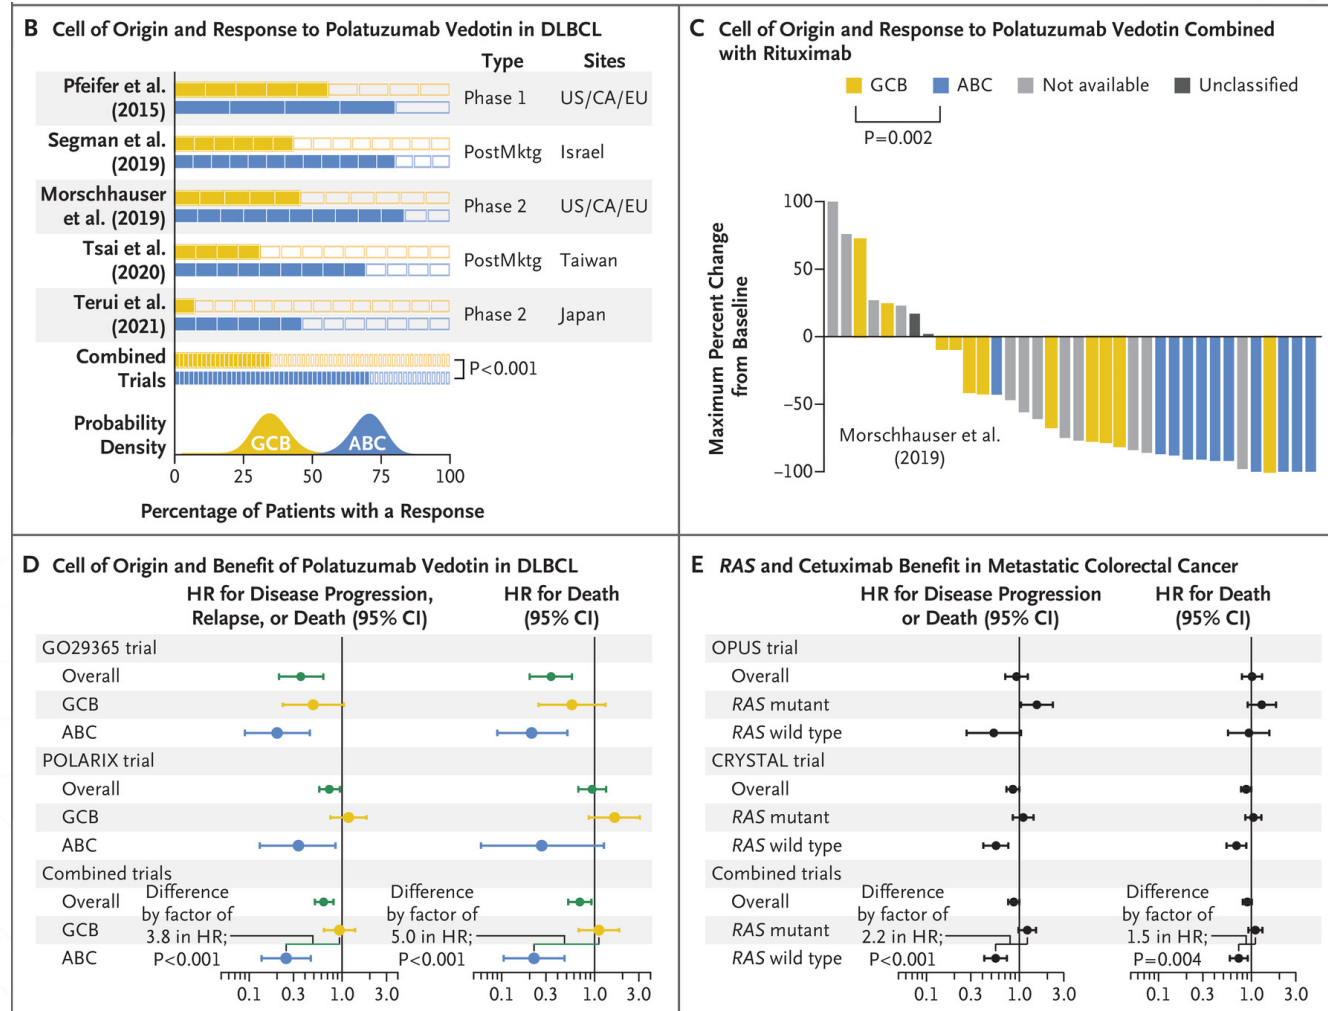 B Cell of Origin and Response to Polatuzumab Vedotin in DLBCL
Type Sites
Pfeifer et al.
(2015)
Phase 1 US/CA/EU
Segman et al.
(2019)
PostMktg Israel
Morschhauser
et al. (2019)
Phase 2 US/CA/EU
Tsai et al.
(2020)
PostMktg Taiwan
Terui et al.
(2021)
Phase 2 Japan
Combined
Trials
P<0.001
Probability
Density
GCB ABC
0 25 50 75 100
Percentage of Patients with a Response
C Cell of Origin and Response to Polatuzumab Vedotin Combined
with Rituximab
GCB ABC Not available Unclassified
P=0.002
Maximum Percent Change
from Baseline
100
50
0
−50
−100
Morschhauser et al.
(2019)
D Cell of Origin and Benefit of Polatuzumab Vedotin in DLBCL
HR for Disease Progression,
Relapse, or Death (95% CI)
HR for Death
(95% CI)
GO29365 trial
Overall
GCB
ABC
POLARIX trial
Overall
GCB
ABC
Combined trials
Overall
GCB
ABC
Difference
by factor of
3.8 in HR;
P<0.001
Difference
by factor of
5.0 in HR;
P<0.001
0.1 0.3 1.0 3.0
0.1 0.3 1.0 3.0
E RAS and Cetuximab Benefit in Metastatic Colorectal Cancer
HR for Disease Progression
or Death (95% CI)
HR for Death
(95% CI)
OPUS trial
Overall
RAS mutant
RAS wild type
CRYSTAL trial
Overall
RAS mutant
RAS wild type
Combined trials
Overall
RAS mutant
RAS wild type
Difference
by factor of
2.2 in HR;
P<0.001
Difference
by factor of
1.5 in HR;
P=0.004
0.1 0.3 1.0 3.0
0.1 0.3 1.0 3.0